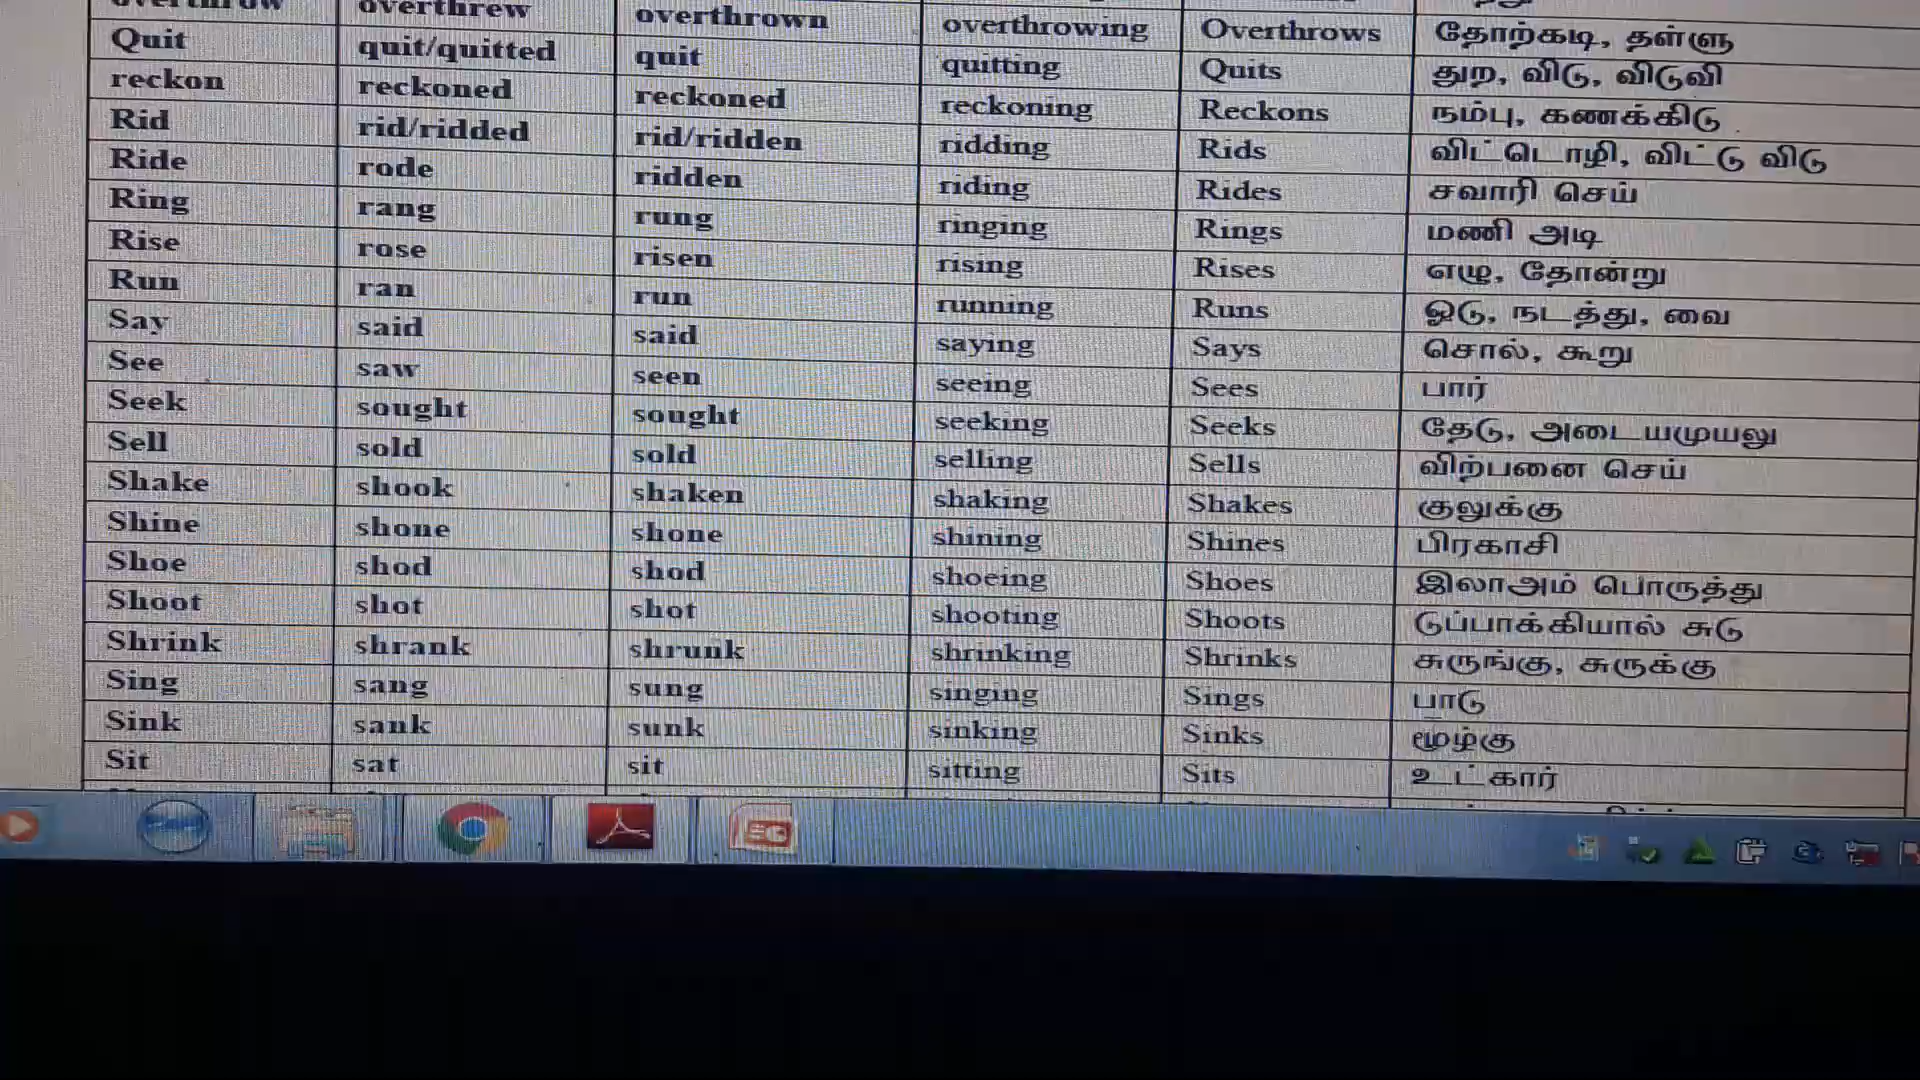 overthrow overthrew overthrown overthrowing Overthrows தோற்கடி, தள்ளு
Quit quit/quitted quit quitting Quits துற, விடு, விடுவி
reckon reckoned reckoned reckoning Reckons நம்பு, கணக்கிடு
Rid rid/ridded rid/ridden ridding Rids விட்டொழி, விட்டு விடு
Ride rode ridden riding Rides சவாரி செய்
Ring rang rung ringing Rings மணி அடி
Rise rose risen rising Rises எழு, தோன்று
Run ran run running Runs ஓடு, நடத்து, வை
Say said said saying Says சொல், கூறு
See saw seen seeing Sees பார்
Seek sought sought seeking Seeks தேடு, அடையமுயலு
Sell sold sold selling Sells விற்பனை செய்
Shake shook shaken shaking Shakes குலுக்கு
Shine shone shone shining Shines பிரகாசி
Shoe shod shod shoeing Shoes இலாஅம் பொருத்து
Shoot shot shot shooting Shoots டுப்பாக்கியால் சுடு
Shrink shrank shrunk shrinking Shrinks சுருங்கு, சுருக்கு
Sing sang sung singing Sings பாடு
Sink sank sunk sinking Sinks மூழ்கு
Sit sat sit sitting Sits உட்கார்